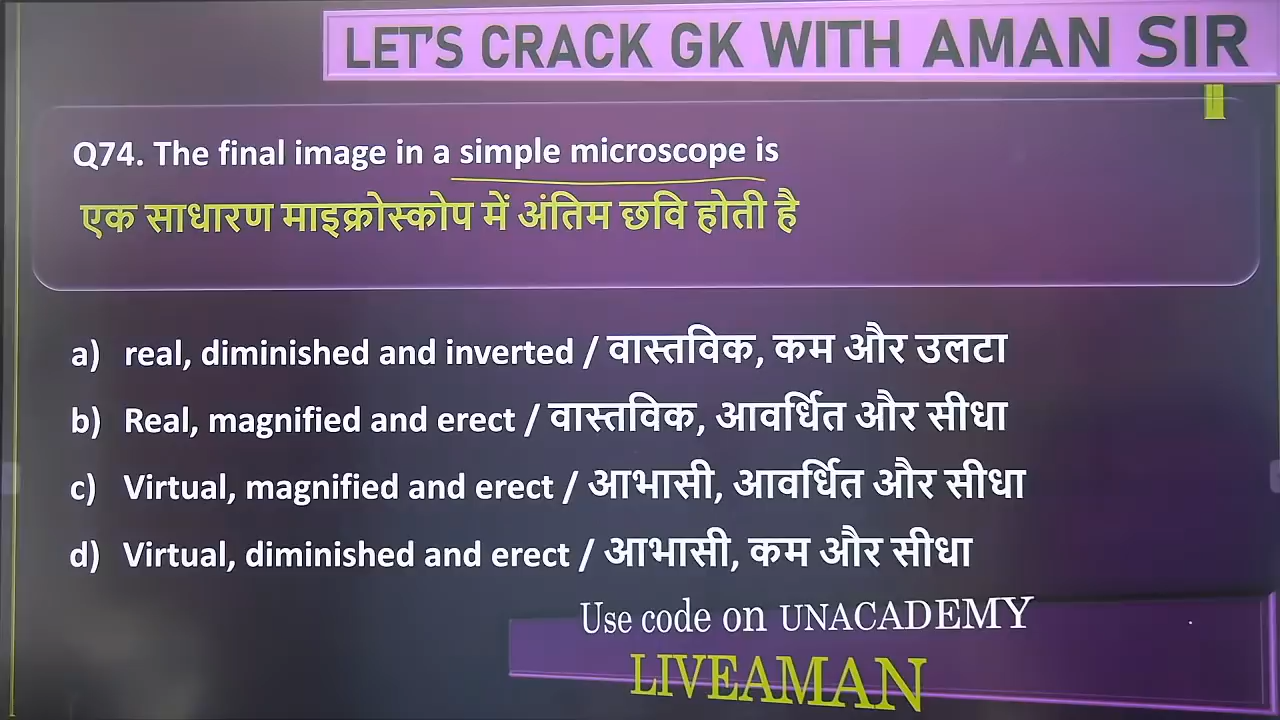 LET'S CRACK GK WITH AMAN SIR
Q74. The final image in a simple microscope is
एक साधारण माइक्रोस्कोप में अंतिम छवि होती है
a) real, diminished and inverted / वास्तविक, कम और उलटा
b) Real, magnified and erect / वास्तविक, आवर्धित और सीधा
c) Virtual, magnified and erect / आभासी, आवर्धित और सीधा
d) Virtual, diminished and erect / आभासी, कम और सीधा
Use code on UNACADEMY
LIVEAMAN